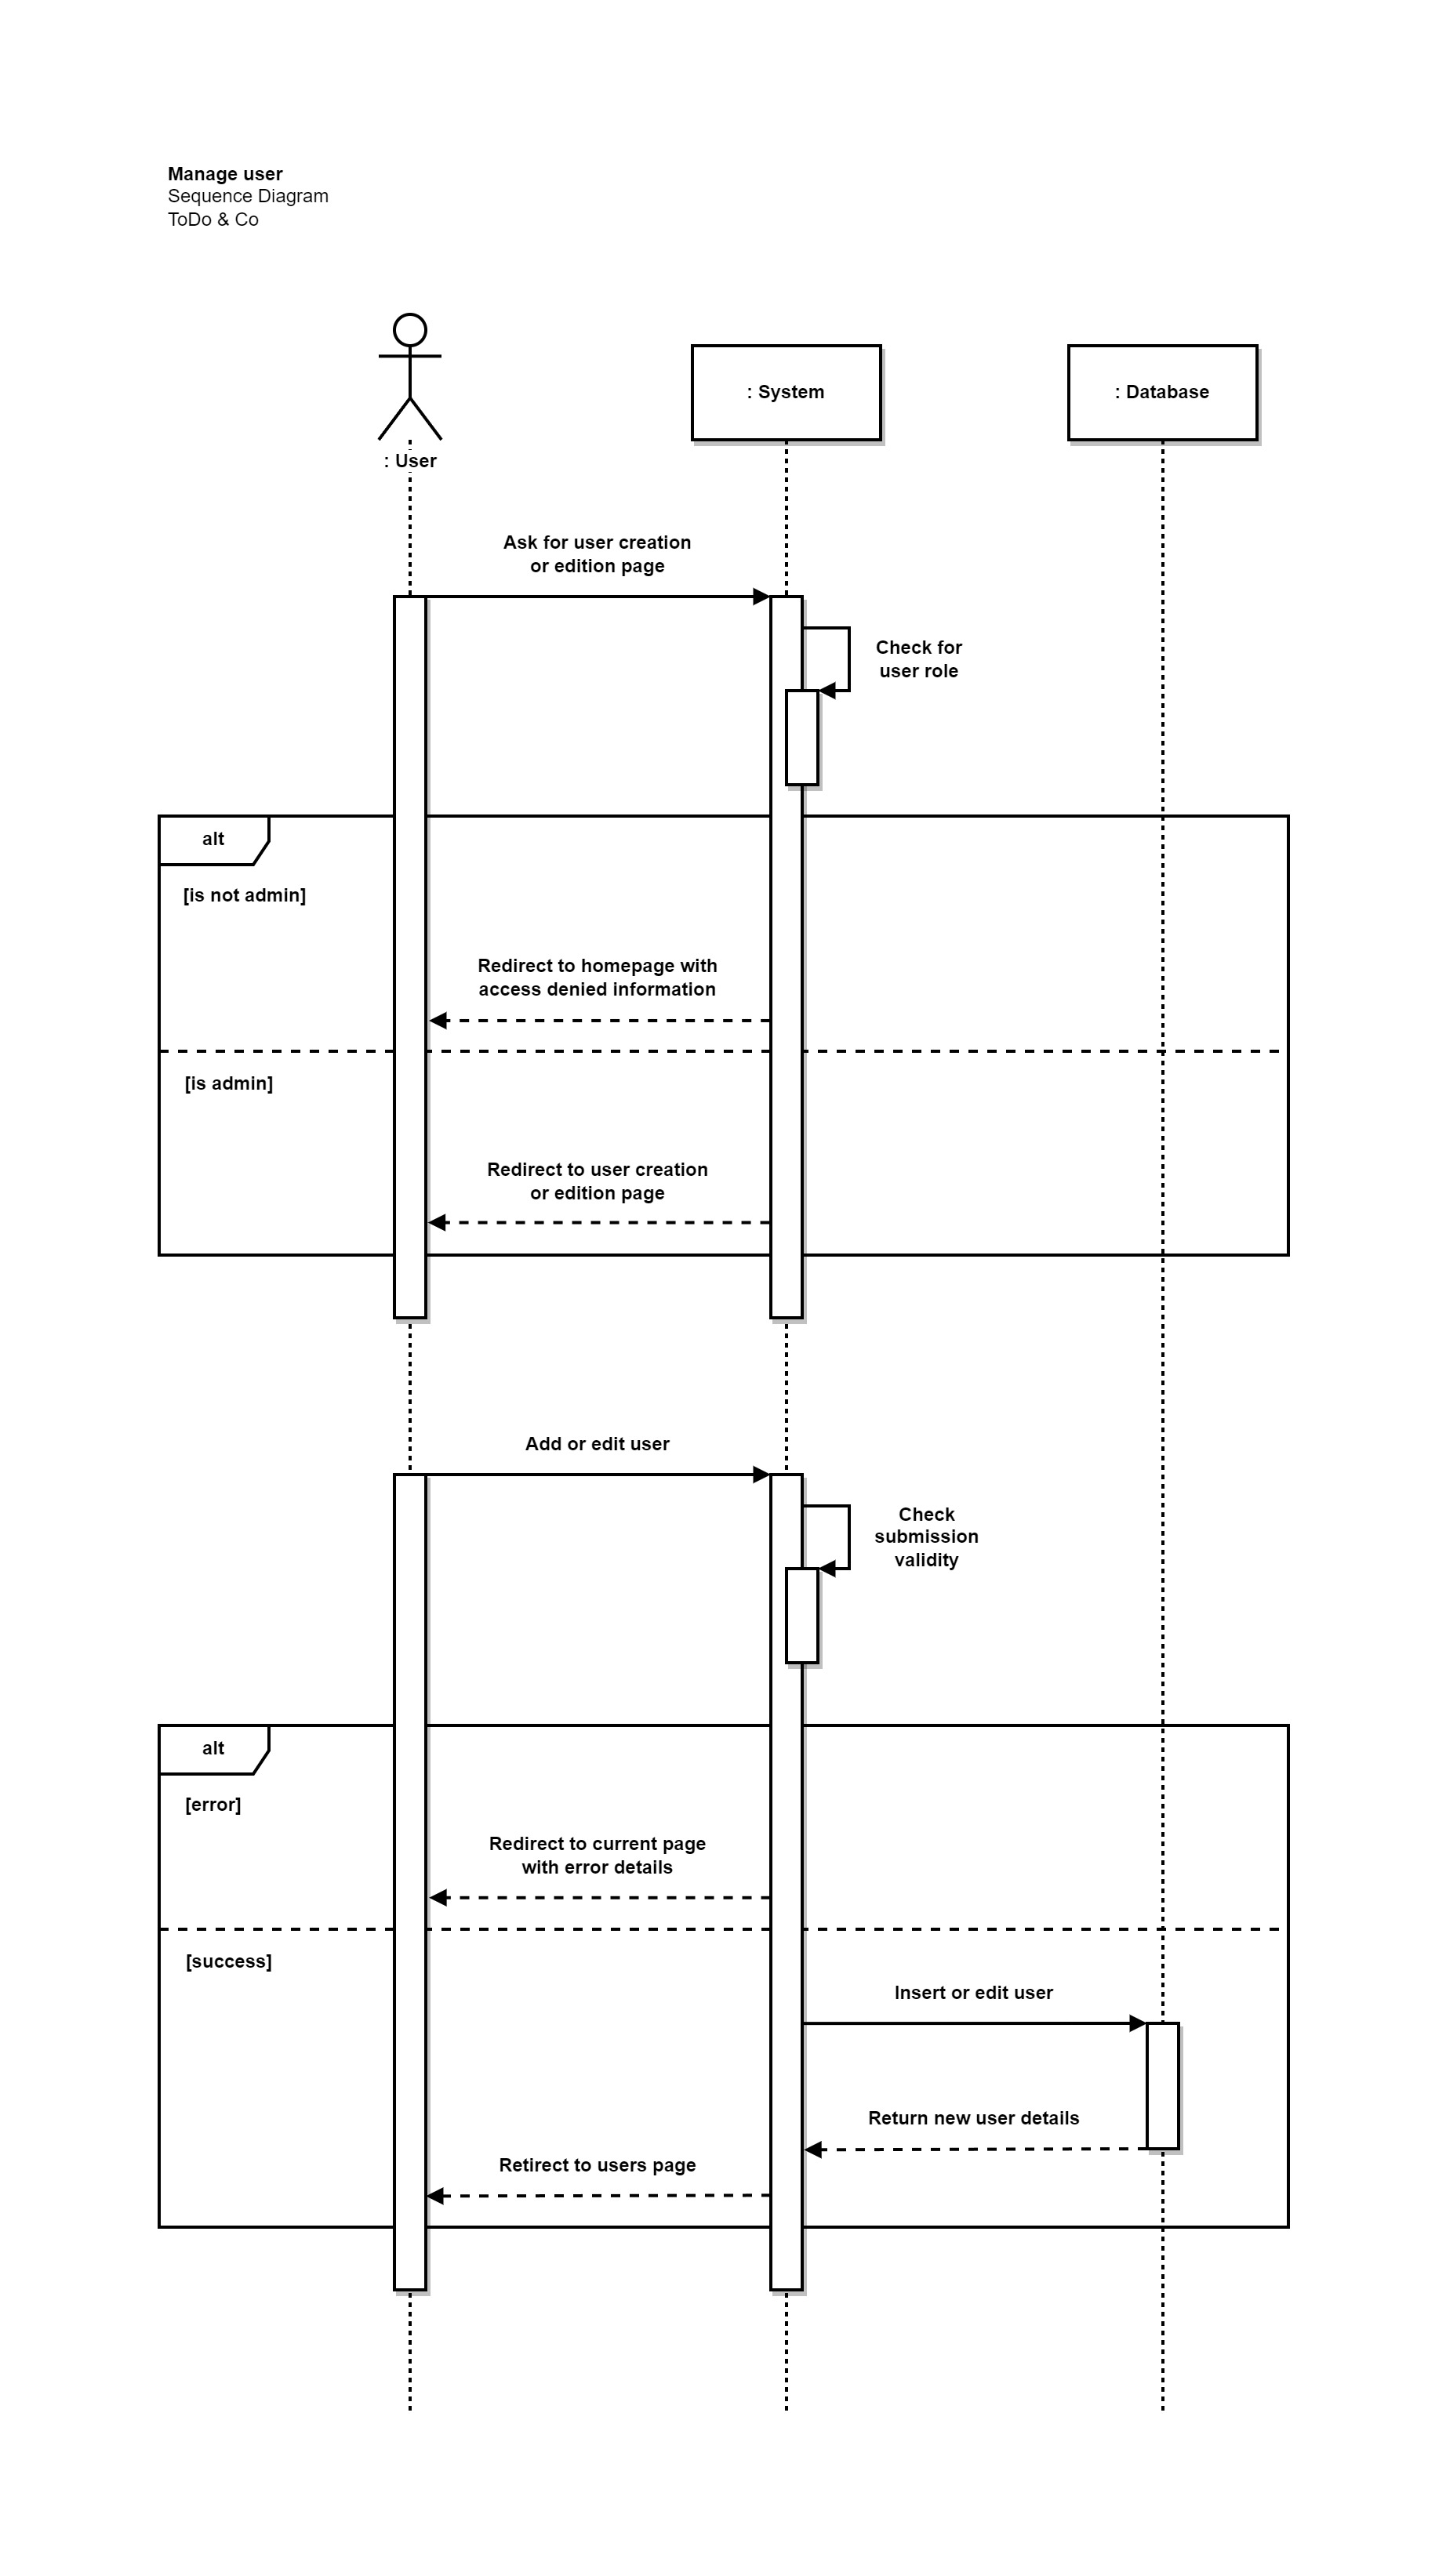 Manage user
Sequence Diagram
ToDo & Co
: User
: System
: Database
Ask for user creation
or edition page
Check for
user role
alt
[is not admin]
Redirect to homepage with
access denied information
[is admin]
Redirect to user creation
or edition page
Add or edit user
Check
submission
validity
alt
[error]
Redirect to current page
with error details
[success]
Insert or edit user
Return new user details
Retirect to users page